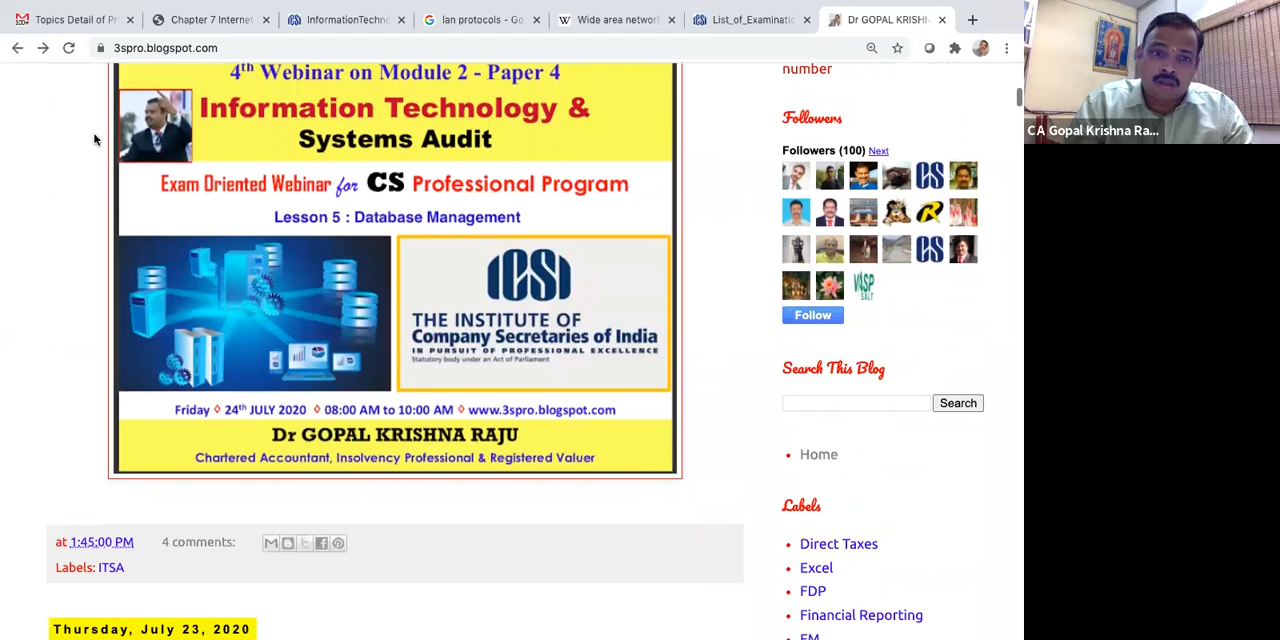 Topics Detail of Pr
Chapter 7 Internet
InformationTechno
lan protocols - Go
Wide area networ
List_of_Examinati
Dr GOPAL KRISHN
3spro.blogspot.com
4th Webinar on Module 2 - Paper 4
Information Technology &
Systems Audit
Exam Oriented Webinar for CS Professional Program
Lesson 5 : Database Management
ICSI
THE INSTITUTE OF
Company Secretaries of India
IN PURSUIT OF PROFESSIONAL EXCELLENCE
Statutory body under an Act of Parliament
Friday ◊ 24th JULY 2020 ◊ 08:00 AM to 10:00 AM ◊ www.3spro.blogspot.com
Dr GOPAL KRISHNA RAJU
Chartered Accountant, Insolvency Professional & Registered Valuer
at 1:45:00 PM 4 comments:
Labels: ITSA
Thursday, July 23, 2020
number
Followers
Followers (100) Next
CS
R
CS
VASP
SALT
Follow
Search This Blog
Search
Home
Labels
Direct Taxes
Excel
FDP
Financial Reporting
FM
CA Gopal Krishna Ra...